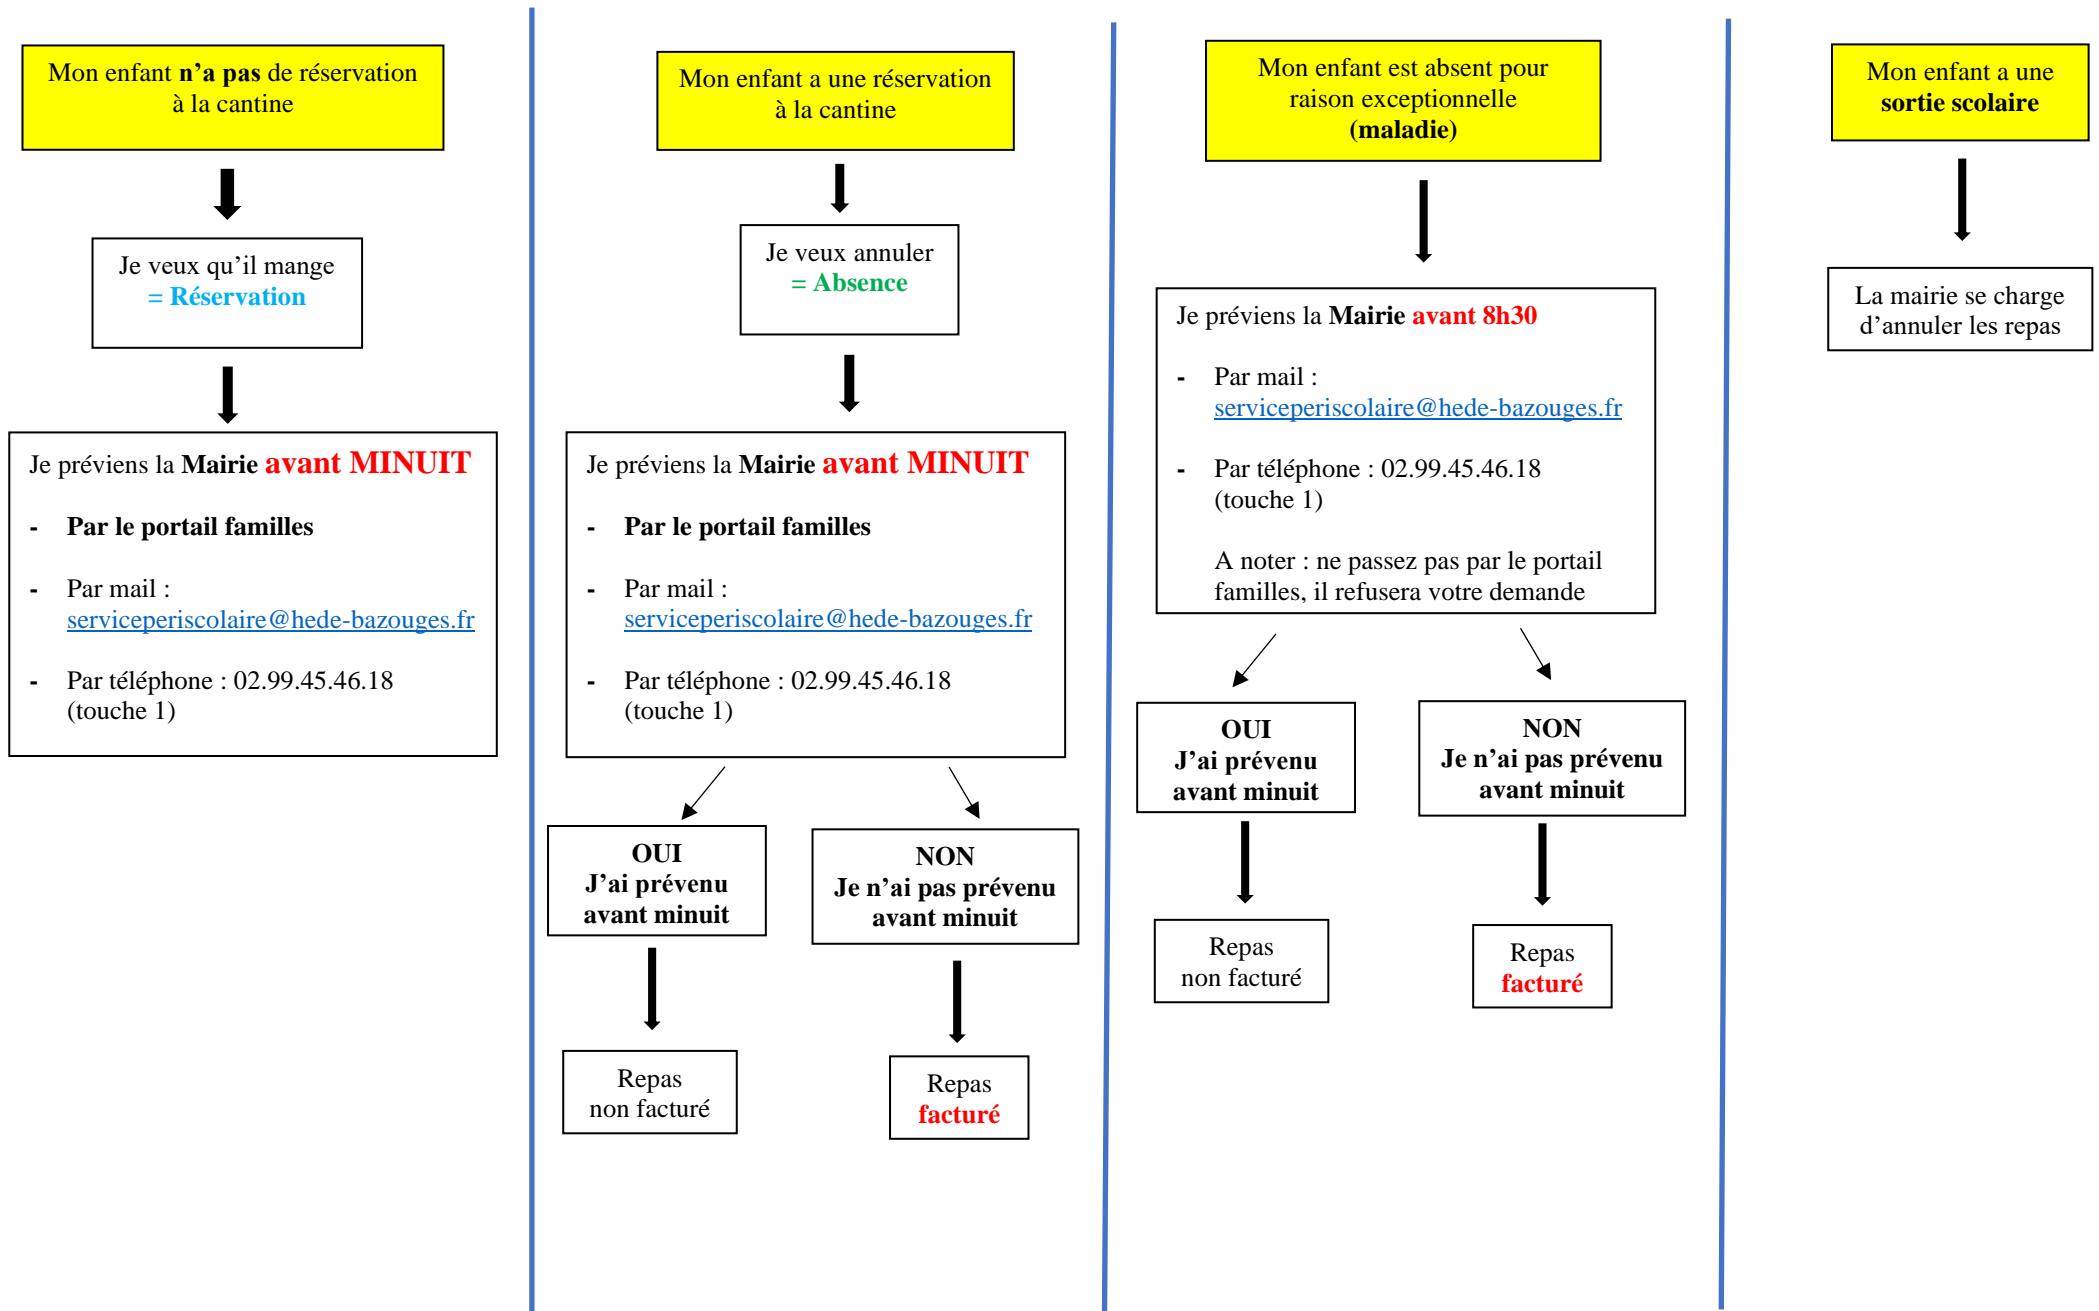 Mon enfant n’a pas de réservation
à la cantine
Je veux qu’il mange
= Réservation
Je préviens la Mairie avant MINUIT
- Par le portail familles
- Par mail :
serviceperiscolaire@hede-bazouges.fr
- Par téléphone : 02.99.45.46.18
(touche 1)
Mon enfant a une réservation
à la cantine
Je veux annuler
= Absence
Je préviens la Mairie avant MINUIT
- Par le portail familles
- Par mail :
serviceperiscolaire@hede-bazouges.fr
- Par téléphone : 02.99.45.46.18
(touche 1)
OUI
J’ai prévenu
avant minuit
Repas
non facturé
NON
Je n’ai pas prévenu
avant minuit
Repas
facturé
Mon enfant est absent pour
raison exceptionnelle
(maladie)
Je préviens la Mairie avant 8h30
- Par mail :
serviceperiscolaire@hede-bazouges.fr
- Par téléphone : 02.99.45.46.18
(touche 1)
A noter : ne passez pas par le portail
familles, il refusera votre demande
OUI
J’ai prévenu
avant minuit
Repas
non facturé
NON
Je n’ai pas prévenu
avant minuit
Repas
facturé
Mon enfant a une
sortie scolaire
La mairie se charge
d’annuler les repas